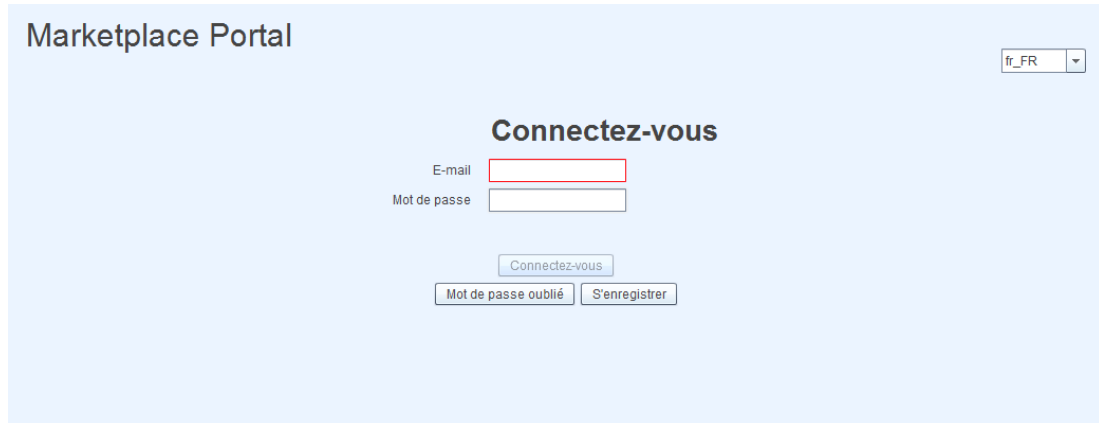 Marketplace Portal
fr_FR
Connectez-vous
E-mail
Mot de passe
Connectez-vous
Mot de passe oublié S'enregistrer